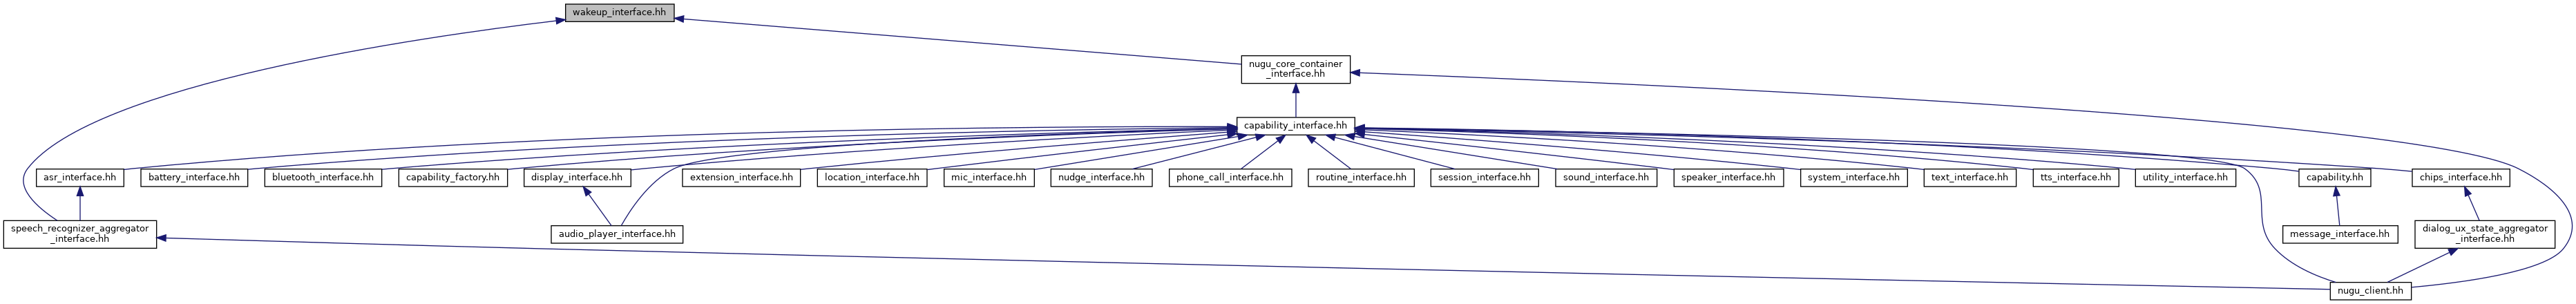 wakeup_interface.hh
nugu_core_container
_interface.hh
capability_interface.hh
asr_interface.hh
battery_interface.hh
bluetooth_interface.hh
capability_factory.hh
display_interface.hh
extension_interface.hh
location_interface.hh
mic_interface.hh
nudge_interface.hh
phone_call_interface.hh
routine_interface.hh
session_interface.hh
sound_interface.hh
speaker_interface.hh
system_interface.hh
text_interface.hh
tts_interface.hh
utility_interface.hh
capability.hh
chips_interface.hh
speech_recognizer_aggregator
_interface.hh
audio_player_interface.hh
message_interface.hh
dialog_ux_state_aggregator
_interface.hh
nugu_client.hh